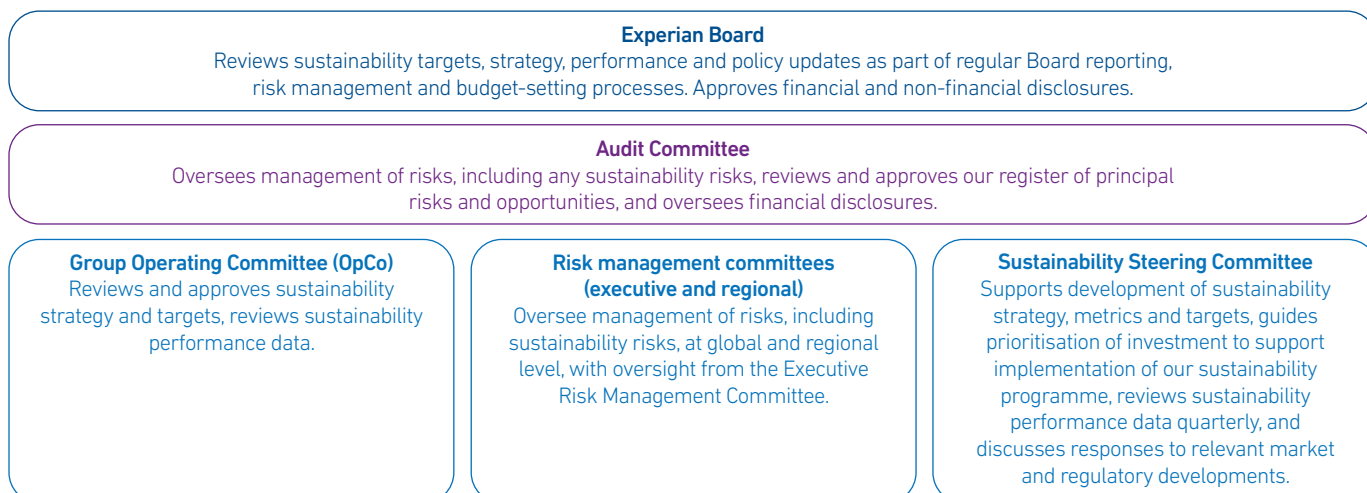 Experian Board
Reviews sustainability targets, strategy, performance and policy updates as part of regular Board reporting,
risk management and budget-setting processes. Approves financial and non-financial disclosures.
Audit Committee
Oversees management of risks, including any sustainability risks, reviews and approves our register of principal
risks and opportunities, and oversees financial disclosures.
Group Operating Committee (OpCo)
Reviews and approves sustainability
strategy and targets, reviews sustainability
performance data.
Risk management committees
(executive and regional)
Oversee management of risks, including
sustainability risks, at global and regional
level, with oversight from the Executive
Risk Management Committee.
Sustainability Steering Committee
Supports development of sustainability
strategy, metrics and targets, guides
prioritisation of investment to support
implementation of our sustainability
programme, reviews sustainability
performance data quarterly, and
discusses responses to relevant market
and regulatory developments.